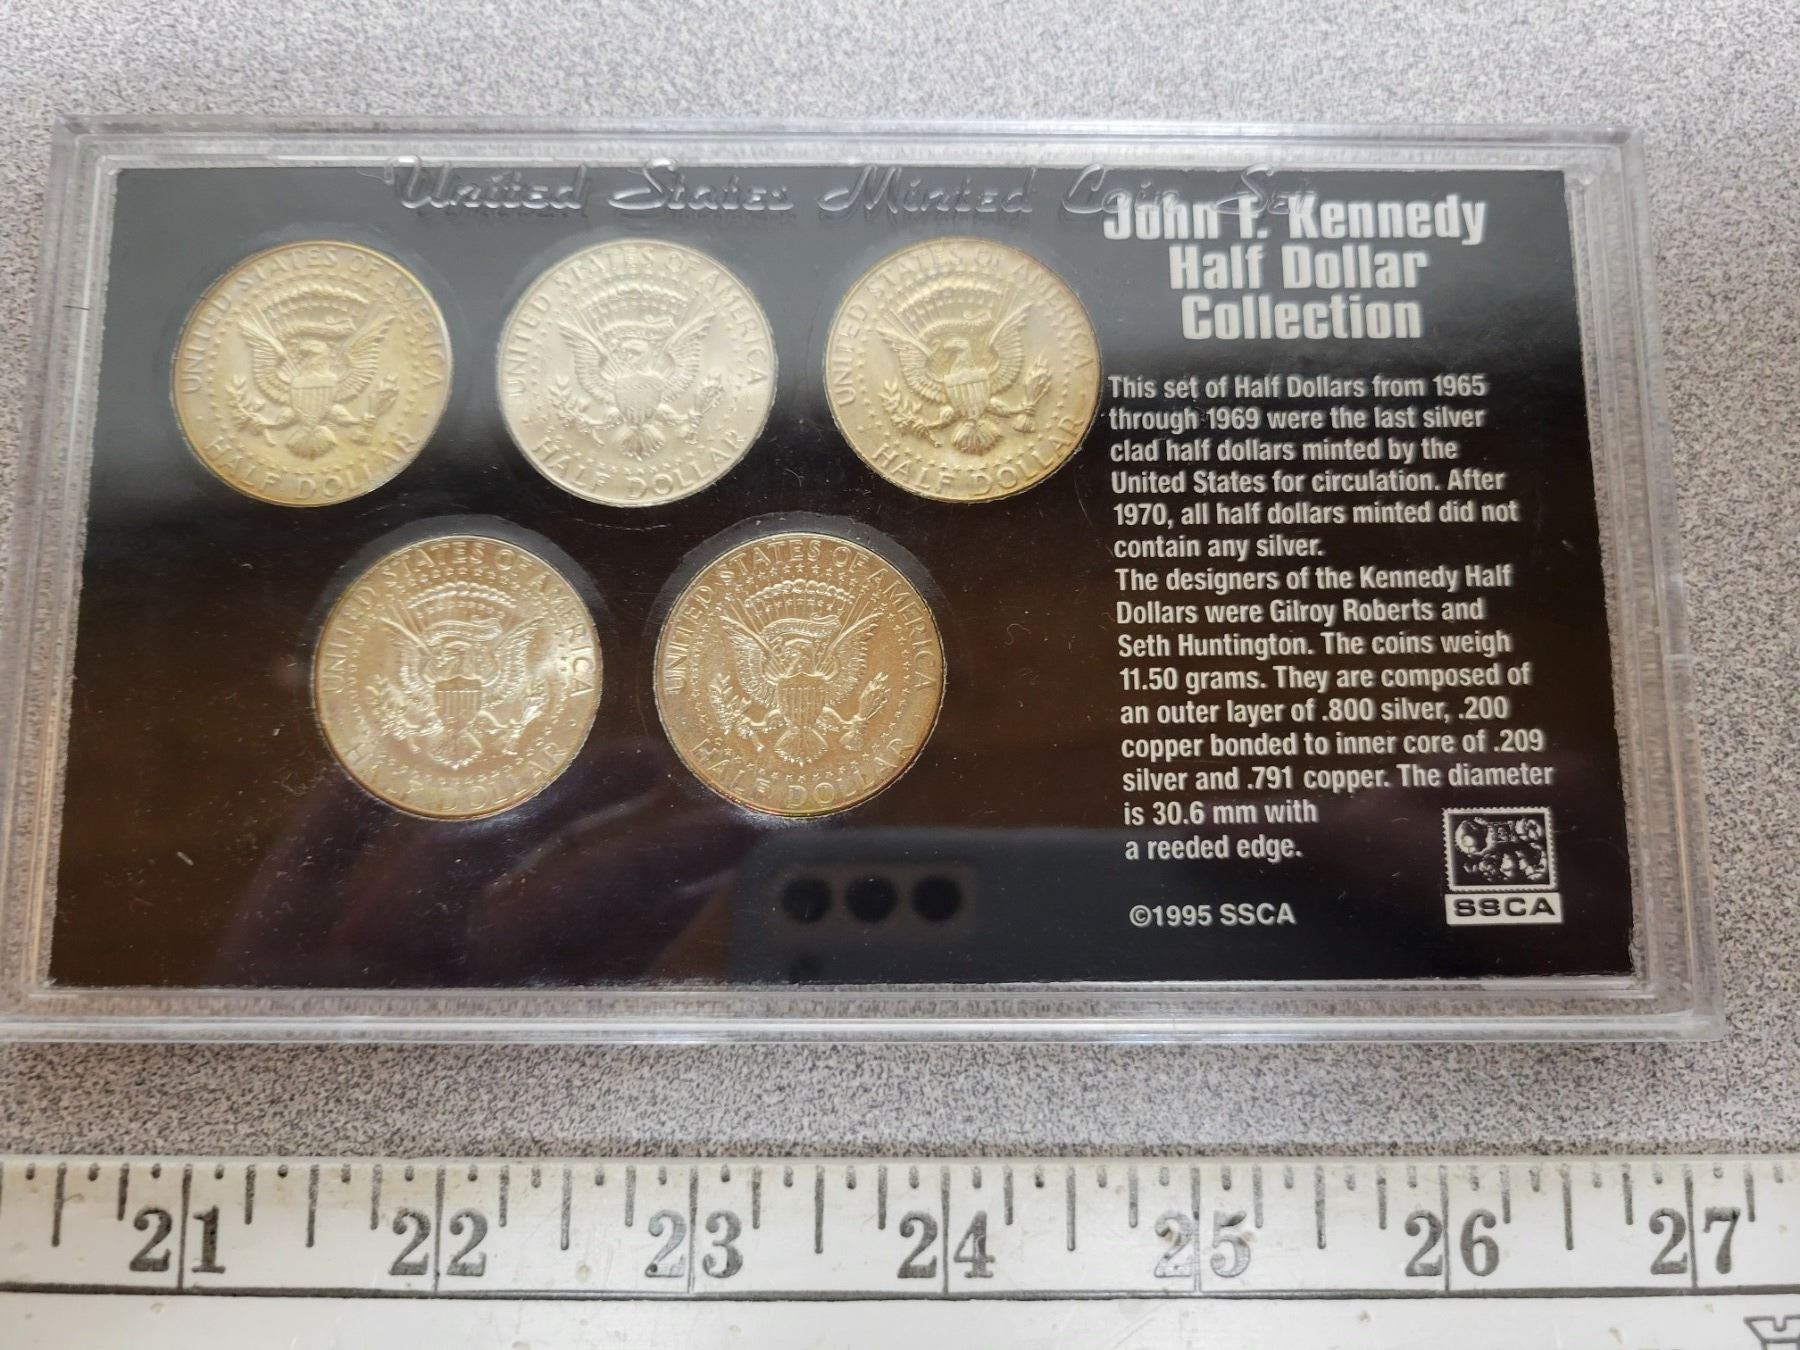 United States Minted Coin Set
John F. Kennedy
Half Dollar
Collection
This set of Half Dollars from 1965
through 1969 were the last silver
clad half dollars minted by the
United States for circulation. After
1970, all half dollars minted did not
contain any silver.
The designers of the Kennedy Half
Dollars were Gilroy Roberts and
Seth Huntington. The coins weigh
11.50 grams. They are composed of
an outer layer of .800 silver, .200
copper bonded to inner core of .209
silver and .791 copper. The diameter
is 30.6 mm with
a reeded edge.
©1995 SSCA
SSCA
UNITED STATES OF AMERICA
HALF DOLLAR
UNITED STATES OF AMERICA
HALF DOLLAR
UNITED STATES OF AMERICA
HALF DOLLAR
UNITED STATES OF AMERICA
HALF DOLLAR
UNITED STATES OF AMERICA
HALF DOLLAR
21 22 23 24 25 26 27